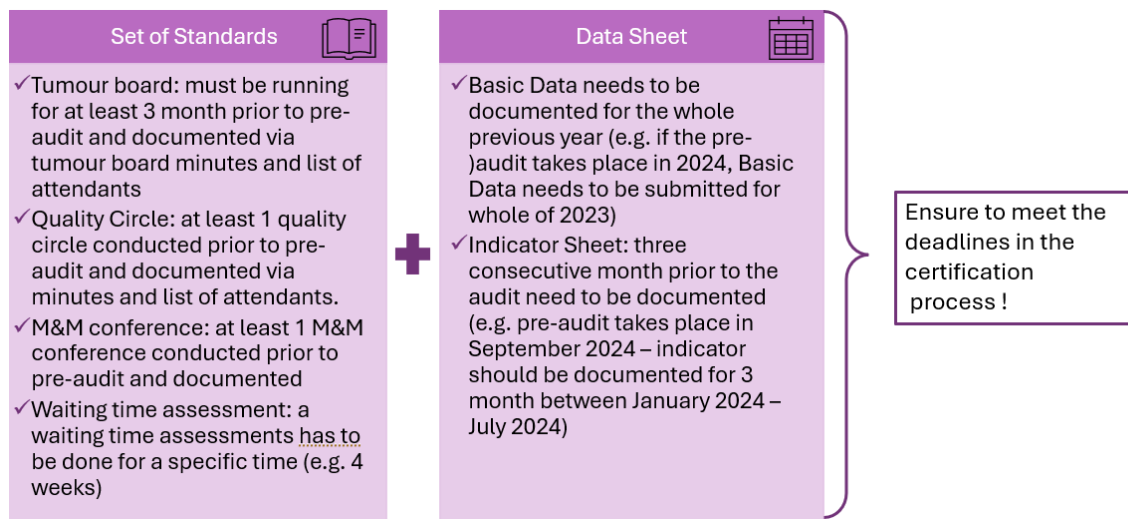 Set of Standards
✓Tumour board: must be running
for at least 3 month prior to pre-
audit and documented via
tumour board minutes and list of
attendants
✓Quality Circle: at least 1 quality
circle conducted prior to pre-
audit and documented via
minutes and list of attendants.
✓M&M conference: at least 1 M&M
conference conducted prior to
pre-audit and documented
✓Waiting time assessment: a
waiting time assessments has to
be done for a specific time (e.g. 4
weeks)
Data Sheet
✓Basic Data needs to be
documented for the whole
previous year (e.g. if the pre-
)audit takes place in 2024, Basic
Data needs to be submitted for
whole of 2023)
✓Indicator Sheet: three
consecutive month prior to the
audit need to be documented
(e.g. pre-audit takes place in
September 2024 – indicator
should be documented for 3
month between January 2024 –
July 2024)
Ensure to meet the
deadlines in the
certification
process !